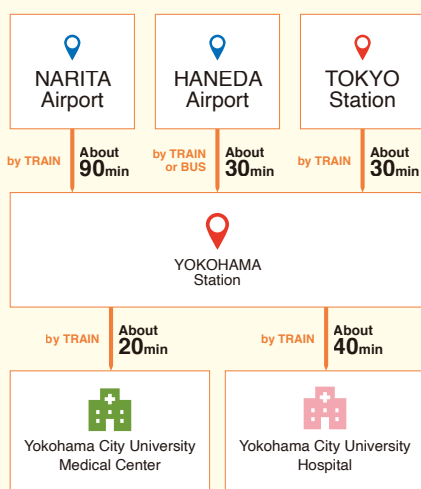 NARITA
Airport
HANEDA
Airport
TOKYO
Station
by TRAIN
About
90min
by TRAIN
or BUS
About
30min
by TRAIN
About
30min
YOKOHAMA
Station
by TRAIN
About
20min
by TRAIN
About
40min
Yokohama City University
Medical Center
Yokohama City University
Hospital